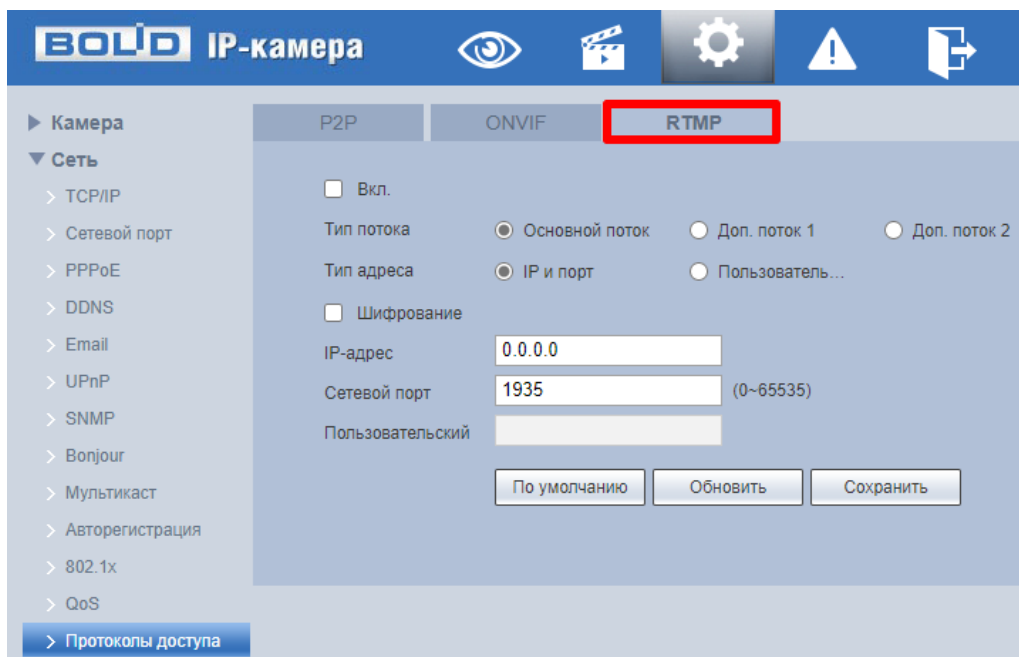 BOLID IP-камера
Камера
Сеть
TCP/IP
Сетевой порт
PPPoE
DDNS
Email
UPnP
SNMP
Bonjour
Мультикаст
Авторегистрация
802.1x
QoS
Протоколы доступа
P2P ONVIF RTMP
Вкл.
Тип потока Основной поток Доп. поток 1 Доп. поток 2
Тип адреса IP и порт Пользователь...
Шифрование
IP-адрес 0.0.0.0
Сетевой порт 1935 (0~65535)
Пользовательский
По умолчанию Обновить Сохранить